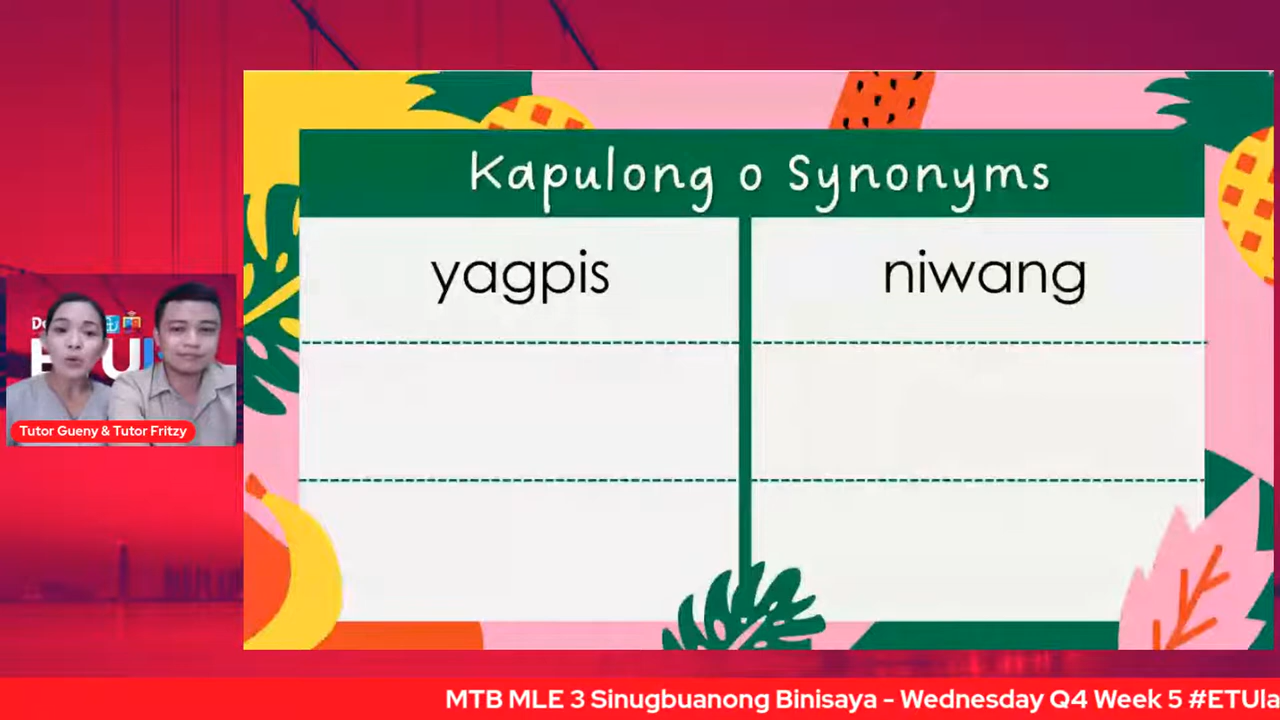 Kapulong o Synonyms
yagpis
niwang
Tutor Gueny & Tutor Fritzy
MTB MLE 3 Sinugbuanong Binisaya - Wednesday Q4 Week 5 #ETUla